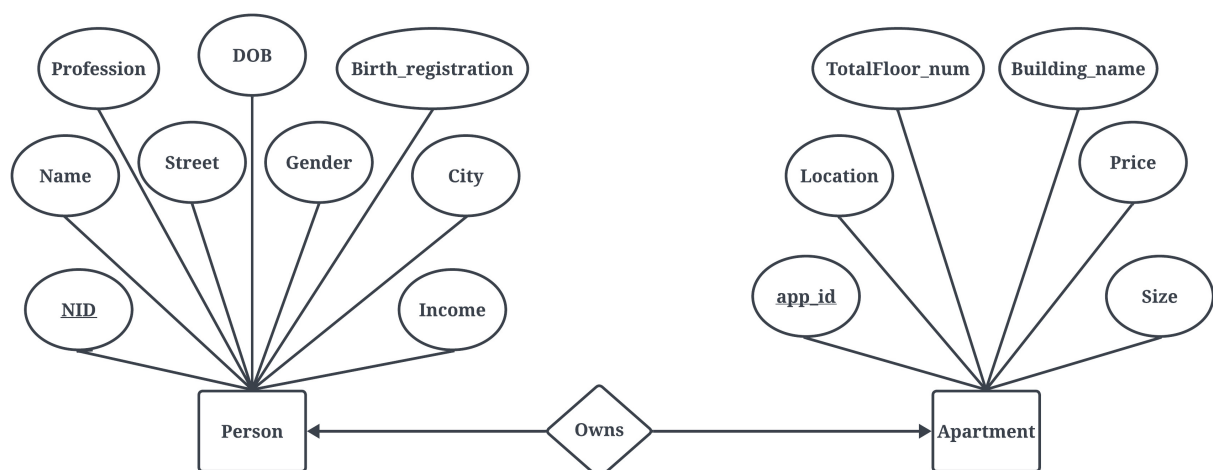 DOB
Profession
Birth_registration
TotalFloor_num
Building_name
Street
Gender
Price
Name
City
Location
app_id
Size
NID
Income
Person
Owns
Apartment